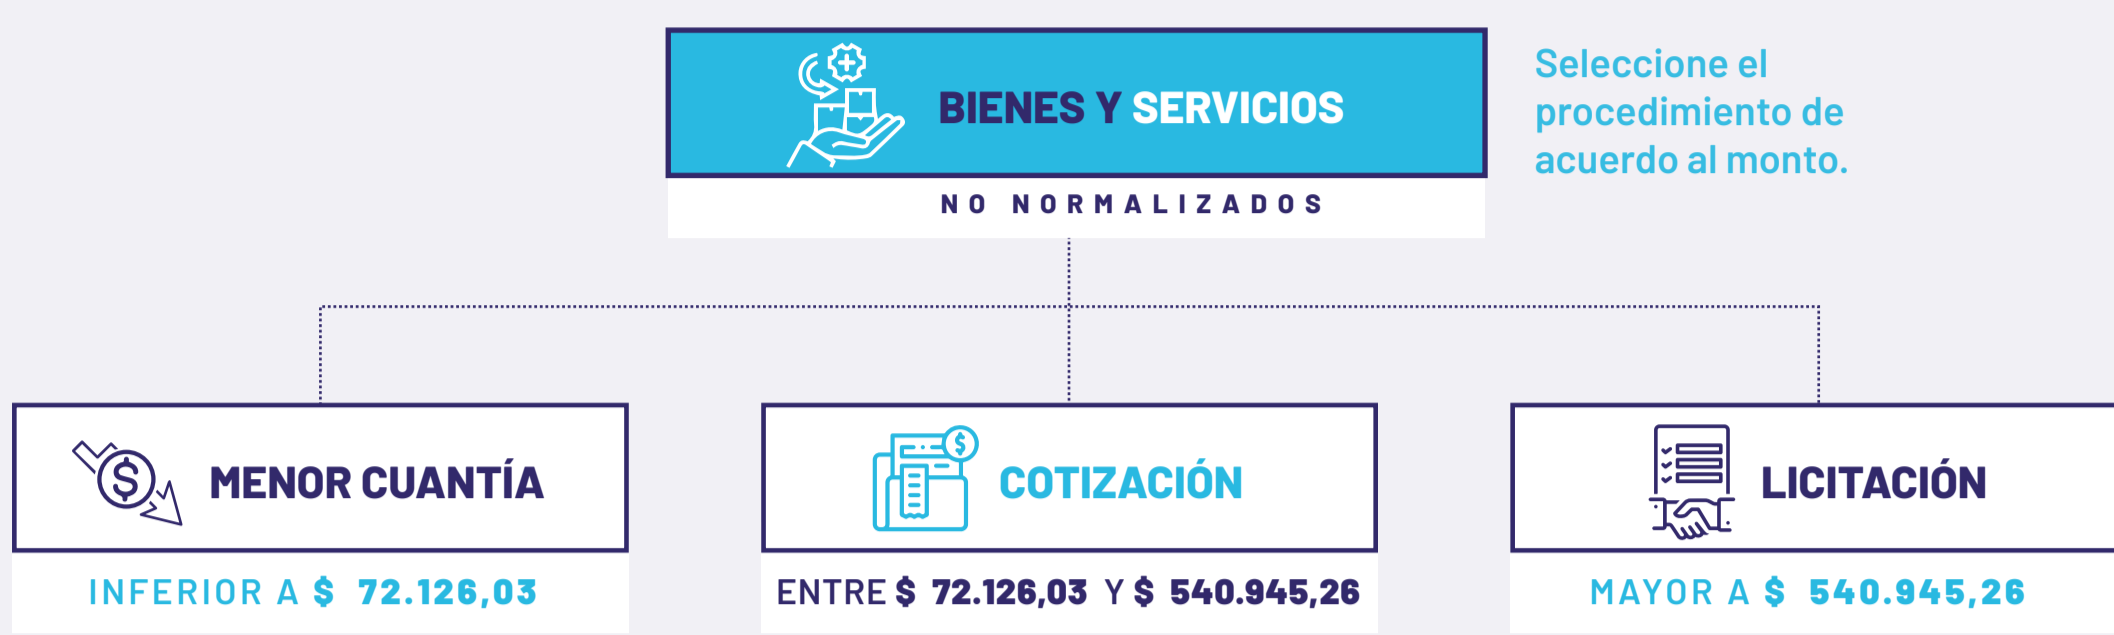 BIENES Y SERVICIOS
NO NORMALIZADOS
Seleccione el
procedimiento de
acuerdo al monto.
MENOR CUANTÍA
INFERIOR A $ 72.126,03
COTIZACIÓN
ENTRE $ 72.126,03 Y $ 540.945,26
LICITACIÓN
MAYOR A $ 540.945,26